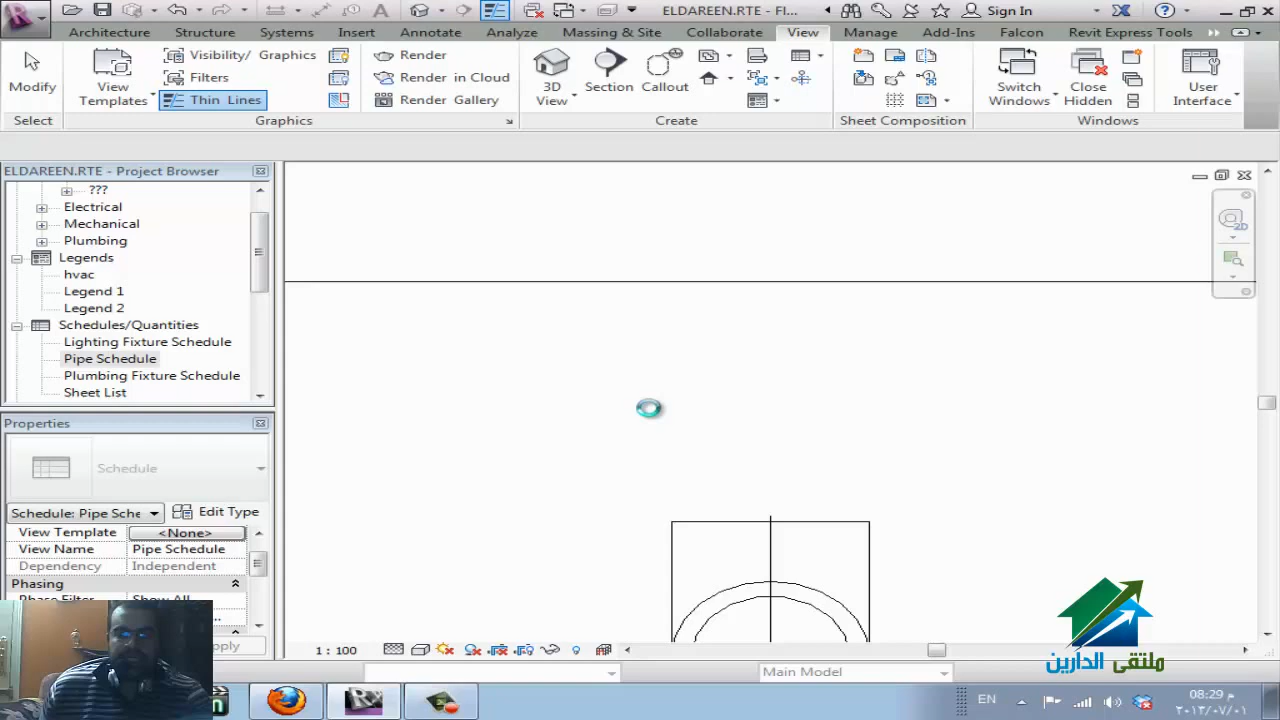 ELDAREEN.RTE - Fl...
Sign In
Architecture
Structure
Systems
Insert
Annotate
Analyze
Massing & Site
Collaborate
View
Manage
Add-Ins
Falcon
Revit Express Tools
Modify
View Templates
Visibility/ Graphics
Filters
Thin Lines
Render
Render in Cloud
Render Gallery
3D View
Section
Callout
Switch Windows
Close Hidden
User Interface
Select
Graphics
Create
Sheet Composition
Windows
ELDAREEN.RTE - Project Browser
???
Electrical
Mechanical
Plumbing
Legends
hvac
Legend 1
Legend 2
Schedules/Quantities
Lighting Fixture Schedule
Pipe Schedule
Plumbing Fixture Schedule
Sheet List
2D
Properties
Schedule
Schedule: Pipe Sche
Edit Type
View Template
<None>
View Name
Pipe Schedule
Dependency
Independent
Phasing
1 : 100
Main Model
ملتقى الدارين
EN
08:29 م
٢٠١٣/٠٧/٠١